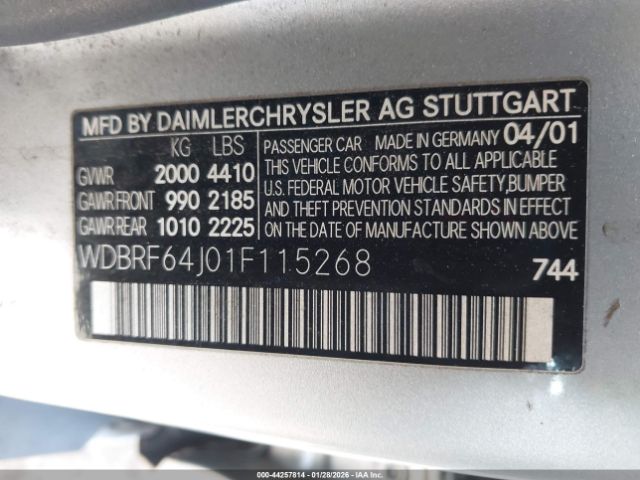 MFD BY DAIMLERCHRYSLER AG STUTTGART
KG LBS
GVWR 2000 4410
GAWR FRONT 990 2185
GAWR REAR 1010 2225
PASSENGER CAR MADE IN GERMANY 04/01
THIS VEHICLE CONFORMS TO ALL APPLICABLE
U.S. FEDERAL MOTOR VEHICLE SAFETY,BUMPER
AND THEFT PREVENTION STANDARDS IN EFFECT
ON THE DATE OF MANUFACTURE SHOWN ABOVE
WDBRF64J01F115268
744
000-44257814 | 01/28/2026 - IAA Inc.